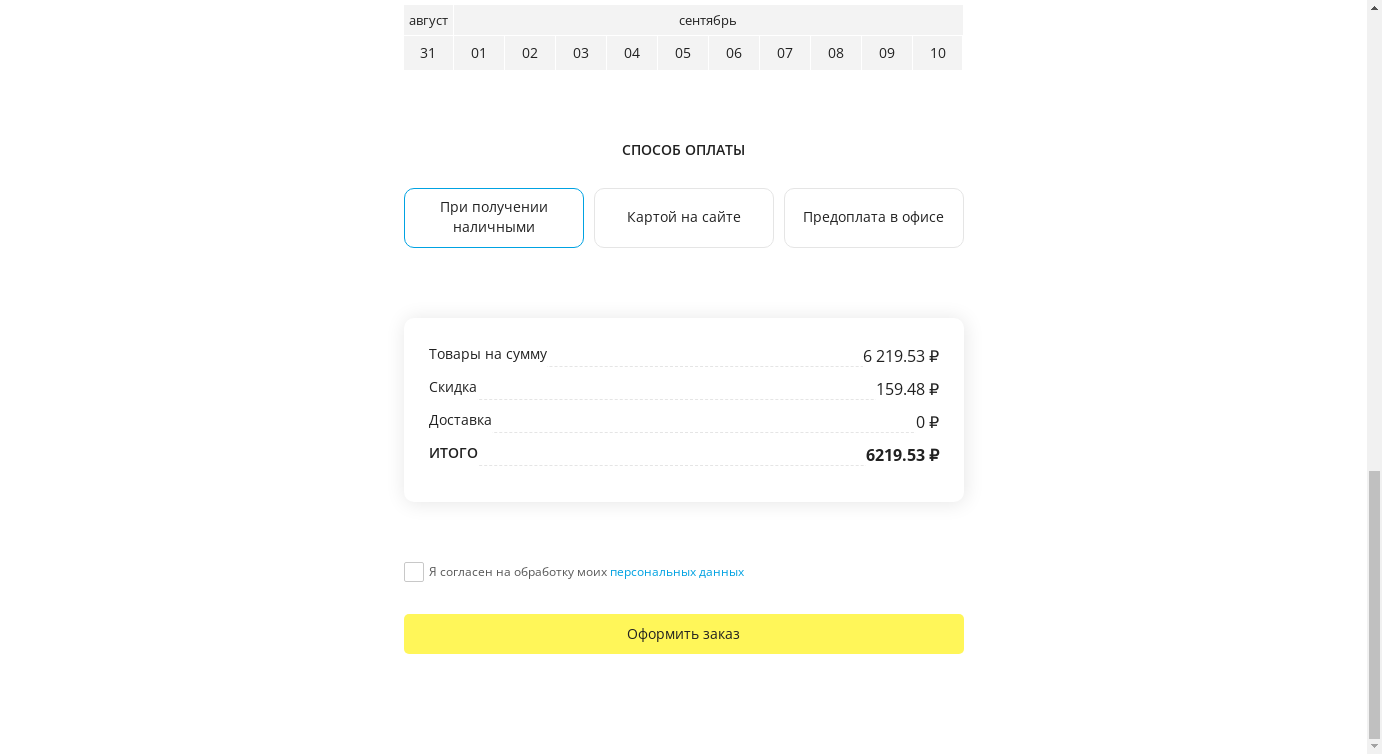 август сентябрь
31 01 02 03 04 05 06 07 08 09 10
СПОСОБ ОПЛАТЫ
При получении
наличными
Картой на сайте
Предоплата в офисе
Товары на сумму 6 219.53 ₽
Скидка 159.48 ₽
Доставка 0 ₽
ИТОГО 6219.53 ₽
Я согласен на обработку моих персональных данных
Оформить заказ